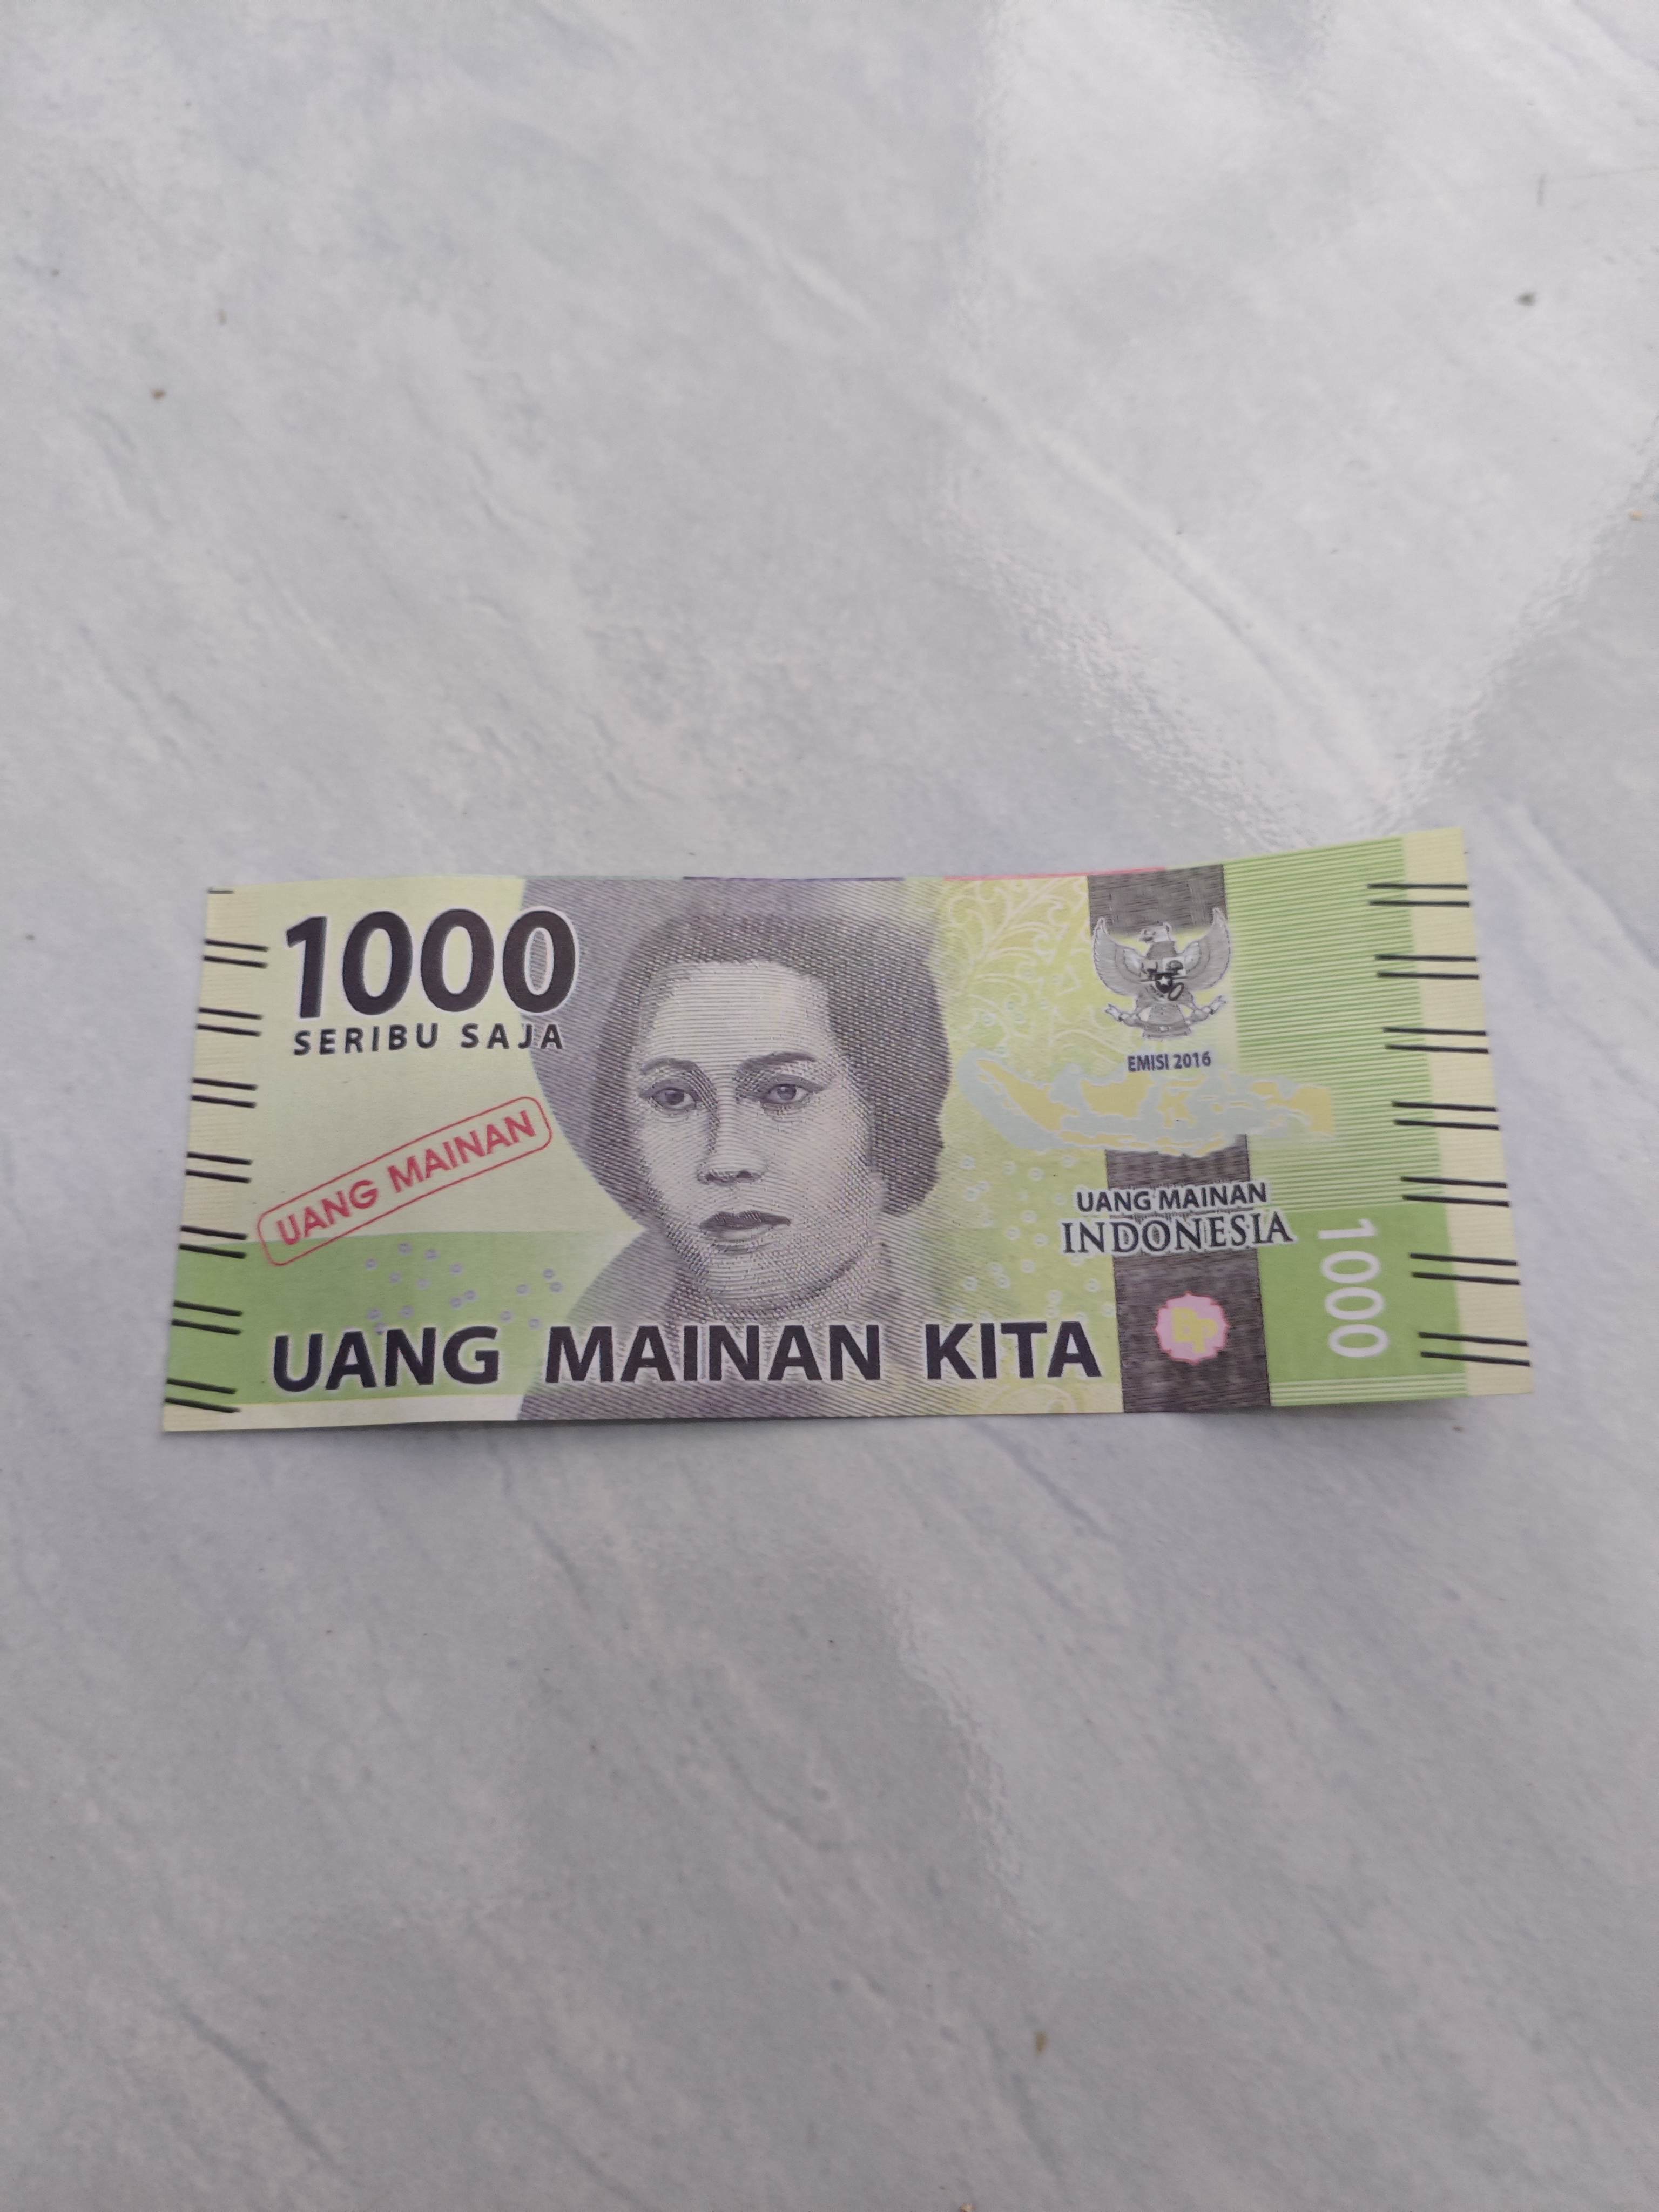 1000
SERIBU SAJA
UANG MAINAN
EMISI 2016
UANG MAINAN
INDONESIA
1000
UANG MAINAN KITA